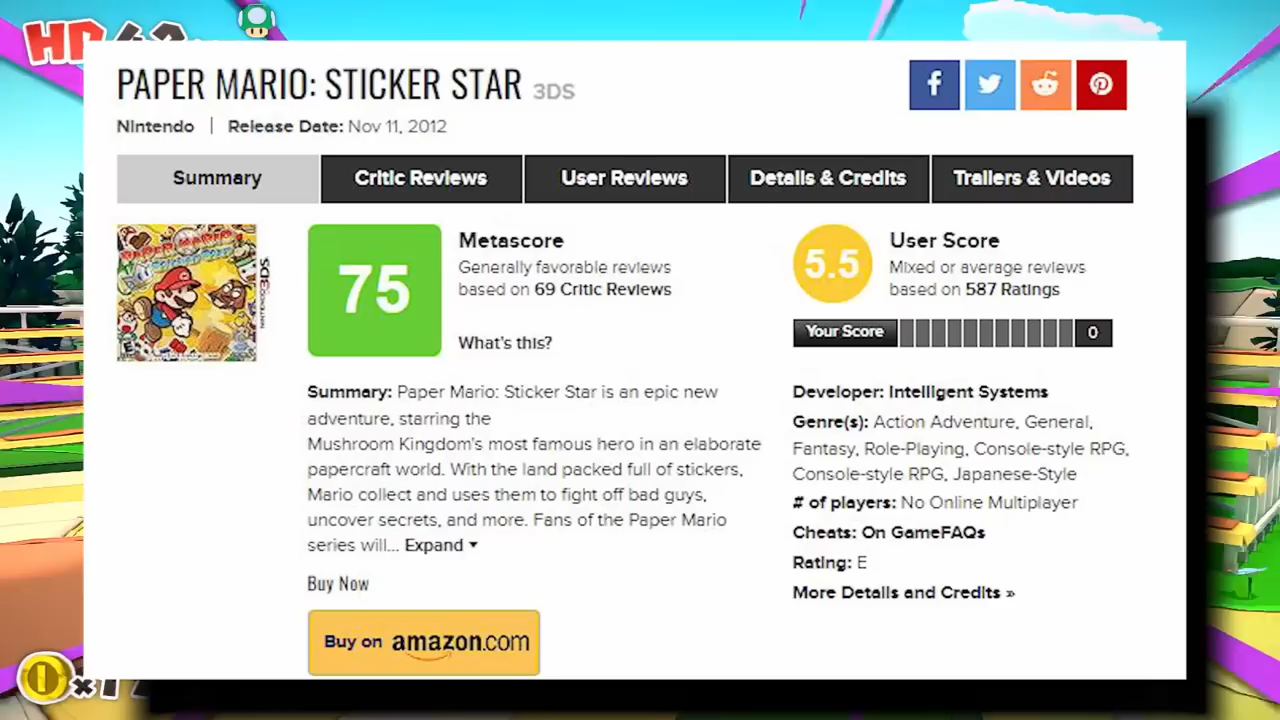 HP
PAPER MARIO: STICKER STAR 3DS
Nintendo | Release Date: Nov 11, 2012
Summary Critic Reviews User Reviews Details & Credits Trailers & Videos
PAPER MARIO
NINTENDO 3DS
75
Metascore
Generally favorable reviews
based on 69 Critic Reviews
What's this?
5.5
User Score
Mixed or average reviews
based on 587 Ratings
Your Score 0
Summary: Paper Mario: Sticker Star is an epic new
adventure, starring the
Mushroom Kingdom's most famous hero in an elaborate
papercraft world. With the land packed full of stickers,
Mario collect and uses them to fight off bad guys,
uncover secrets, and more. Fans of the Paper Mario
series will... Expand
Buy Now
Buy on amazon.com
Developer: Intelligent Systems
Genre(s): Action Adventure, General,
Fantasy, Role-Playing, Console-style RPG,
Console-style RPG, Japanese-Style
# of players: No Online Multiplayer
Cheats: On GameFAQs
Rating: E
More Details and Credits »